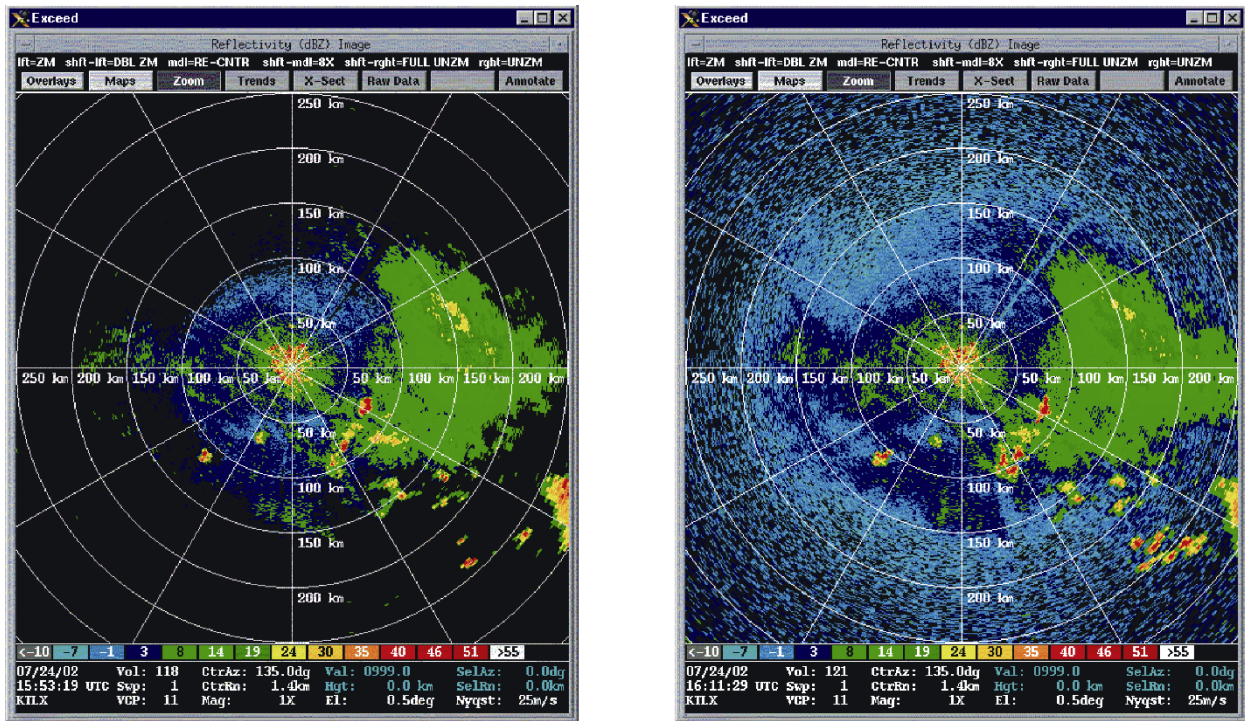 Exceed
Reflectivity (dBZ) Image
lft=ZM shft-lft=DBL ZM mdl=RE-CNTR shft-mdl=8X shft-rght=FULL UNZM rght=UNZM
Overlays Maps Zoom Trends X-Sect Raw Data Annotate
250 km
200 km
150 km
100 km
50 km
250 km 200 km 150 km 100 km 50 km 50 km 100 km 150 km 200 km
50 km
100 km
150 km
200 km
<-10 -7 -1 3 8 14 19 24 30 35 40 46 51 >55
07/24/02 Vol: 118 CtrAz: 135.0dg Val: 0999.0 SelAz: 0.0dg
15:53:19 UTC Swp: 1 CtrRn: 1.4km Hgt: 0.0 km SelRn: 0.0km
KTLX VCP: 11 Mag: 1X El: 0.5deg Nyqst: 25m/s
Exceed
Reflectivity (dBZ) Image
lft=ZM shft-lft=DBL ZM mdl=RE-CNTR shft-mdl=8X shft-rght=FULL UNZM rght=UNZM
Overlays Maps Zoom Trends X-Sect Raw Data Annotate
250 km
200 km
150 km
100 km
50 km
250 km 200 km 150 km 100 km 50 km 50 km 100 km 150 km 200 km
50 km
100 km
150 km
200 km
<-10 -7 -1 3 8 14 19 24 30 35 40 46 51 >55
07/24/02 Vol: 121 CtrAz: 135.0dg Val: 0999.0 SelAz: 0.0dg
16:11:29 UTC Swp: 1 CtrRn: 1.4km Hgt: 0.0 km SelRn: 0.0km
KTLX VCP: 11 Mag: 1X El: 0.5deg Nyqst: 25m/s